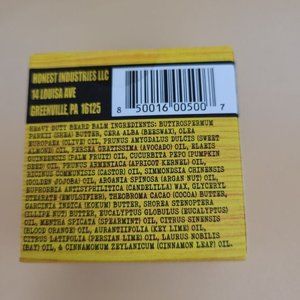 HONEST INDUSTRIES LLC
14 LOUISA AVE
GREENVILLE, PA 16125
8 50016 00500 7
HEAVY DUTY BEARD BALM INGREDIENTS: BUTYROSPERMUM
PARKII (SHEA) BUTTER, CERA ALBA (BEESWAX), OLEA
EUROPAEA (OLIVE) OIL, PRUNUS AMYGDALUS DULCIS (SWEET
ALMOND) OIL, PERSEA GRATISSIMA (AVOCADO) OIL, ELAEIS
GUINEENSIS (PALM FRUIT) OIL, CUCURBITA PEPO (PUMPKIN
SEED) OIL, PRUNUS ARMENIACA (APRICOT KERNEL) OIL,
RICINUS COMMUNIS (CASTOR) OIL, SIMMONDSIA CHINENSIS
(GOLDEN JOJOBA) OIL, ARGANIA SPINOSA (ARGAN NUT) OIL,
EUPHORBIA ANTISYPHILITICA (CANDELILLA) WAX, GLYCERYL
STEARATE (EMULSIFIER), THEOBROMA CACAO (COCOA) BUTTER,
GARCINIA INDICA (KOKUM) BUTTER, SHOREA STENOPTERA
(ILLIPE NUT) BUTTER, EUCALYPTUS GLOBULUS (EUCALYPTUS)
OIL, MENTHA SPICATA (SPEARMINT) OIL, CITRUS SENENSIS
(BLOOD ORANGE) OIL, AURANTIIFOLIA (KEY LIME) OIL,
CITRUS LATIFOLIA (PERSIAN LIME) OIL, LAURUS NOBILIS
(BAY) OIL, & CINNAMOMUM ZEYLANICUM (CINNAMON LEAF) OIL.